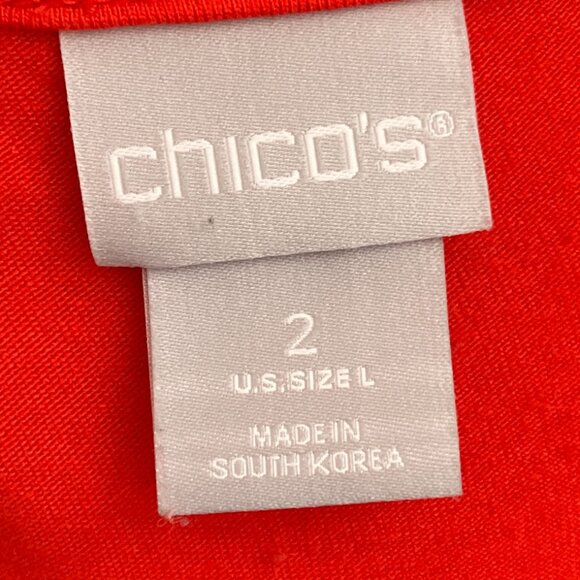 chico's®
2
U.S. SIZE L
MADE IN
SOUTH KOREA